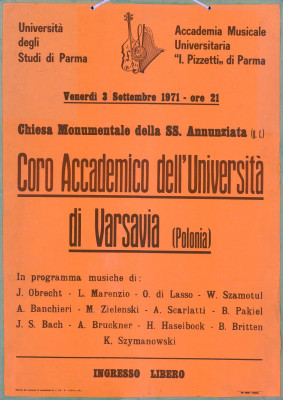 Università
degli
Studi di Parma
Accademia Musicale
Universitaria
"I. Pizzetti" di Parma
Venerdi 3 Settembre 1971 - ore 21
Chiesa Monumentale della SS. Annunziata (g. c.)
Coro Accademico dell'Università
di Varsavia (Polonia)
In programma musiche di:
J. Obrecht - L. Marenzio - O. di Lasso - W. Szamotul
A. Banchieri - M. Zielenski - A. Scarlatti - B. Pakiel
J. S. Bach - A. Bruckner - H. Haselbock - B. Britten
K. Szymanowski
INGRESSO LIBERO